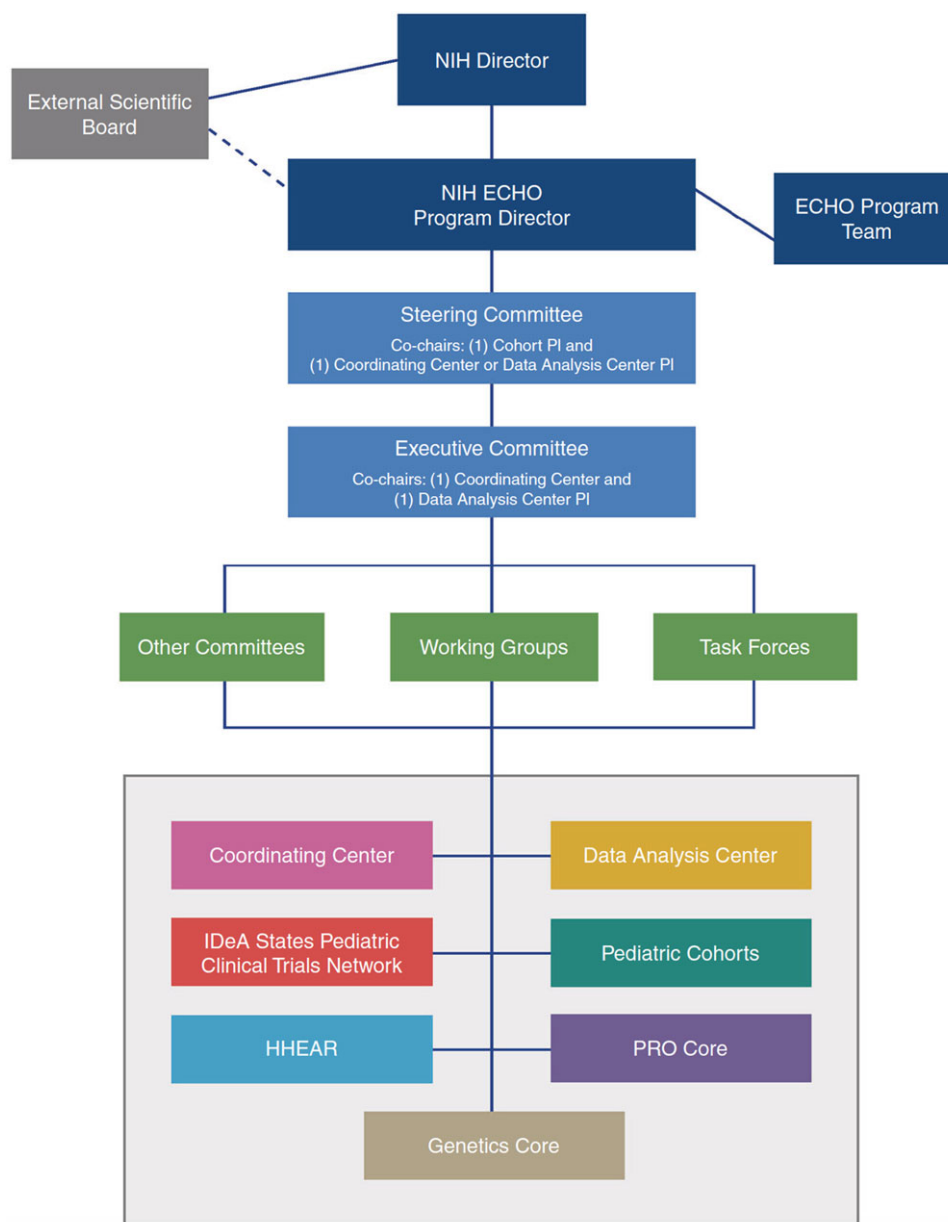 NIH Director
External Scientific
Board
NIH ECHO
Program Director
ECHO Program
Team
Steering Committee
Co-chairs: (1) Cohort PI and
(1) Coordinating Center or Data Analysis Center PI
Executive Committee
Co-chairs: (1) Coordinating Center and
(1) Data Analysis Center PI
Other Committees
Working Groups
Task Forces
Coordinating Center
Data Analysis Center
IDeA States Pediatric
Clinical Trials Network
Pediatric Cohorts
HHEAR
PRO Core
Genetics Core